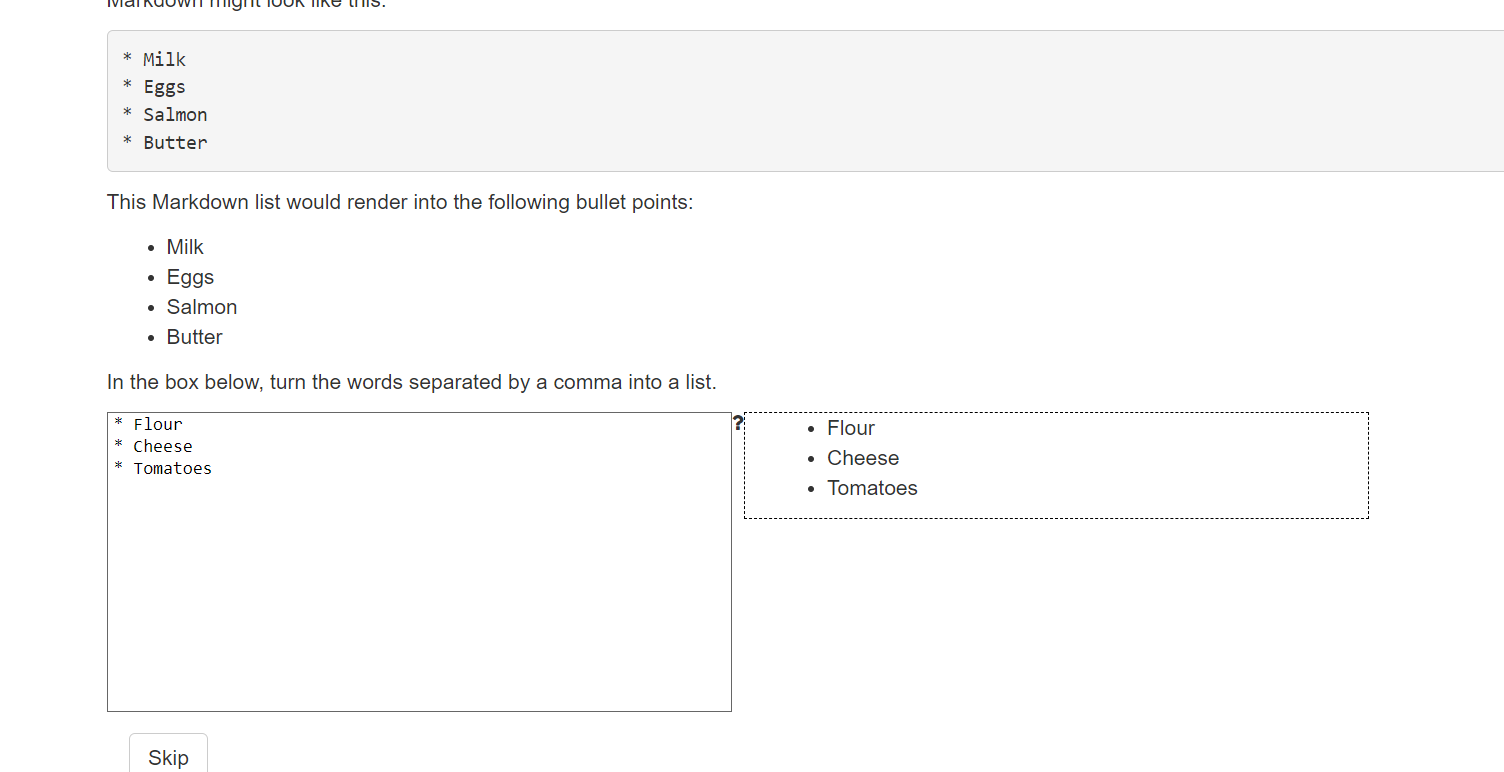 Markdown might look like this:
* Milk
* Eggs
* Salmon
* Butter
This Markdown list would render into the following bullet points:
• Milk
• Eggs
• Salmon
• Butter
In the box below, turn the words separated by a comma into a list.
* Flour
* Cheese
* Tomatoes
?
• Flour
• Cheese
• Tomatoes
Skip